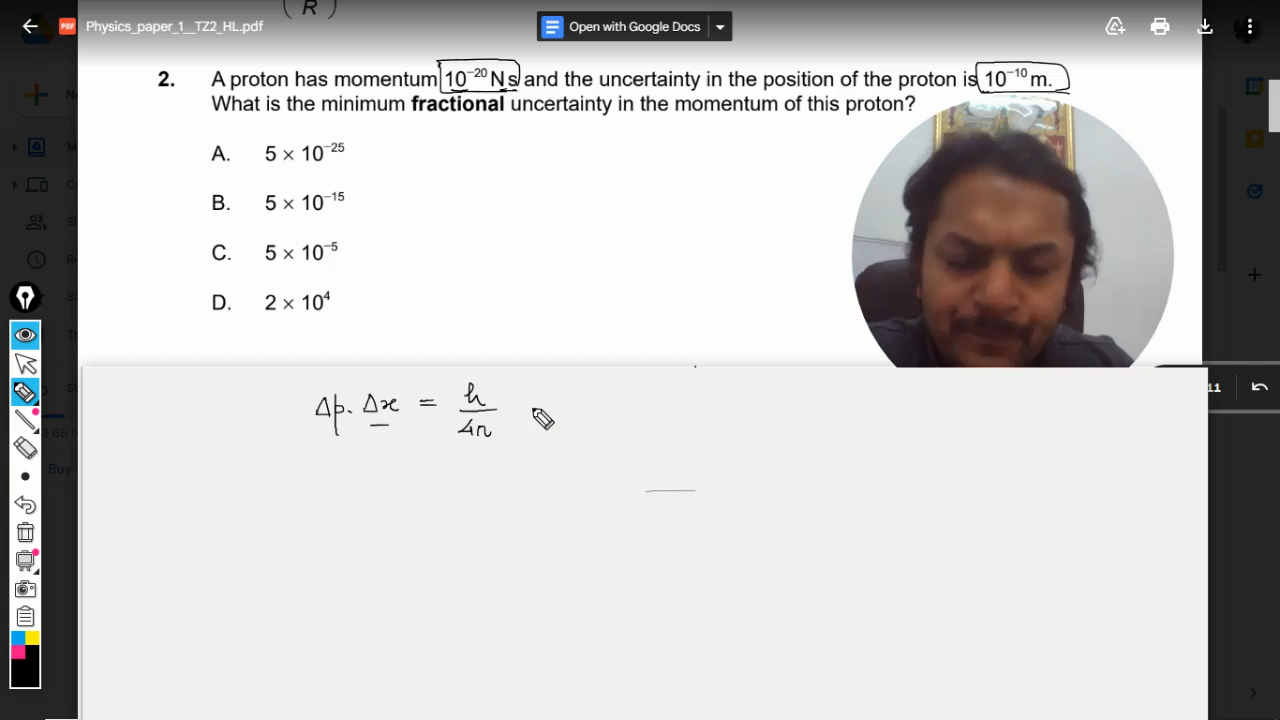 R
Physics_paper_1__TZ2_HL.pdf
Open with Google Docs
2. A proton has momentum 10⁻²⁰ N s and the uncertainty in the position of the proton is 10⁻¹⁰ m.
What is the minimum fractional uncertainty in the momentum of this proton?
A. 5 × 10⁻²⁵
B. 5 × 10⁻¹⁵
C. 5 × 10⁻⁵
D. 2 × 10⁴
11
Δp. Δx = h
4π